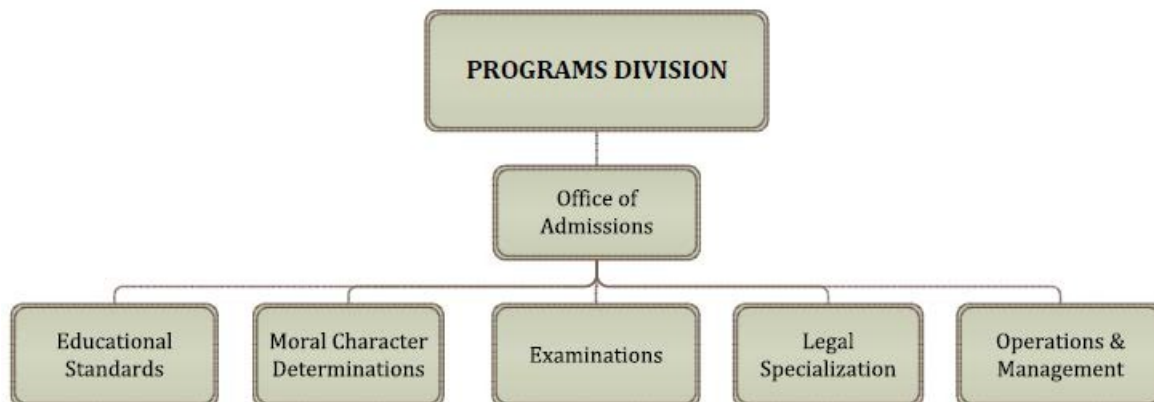 PROGRAMS DIVISION
Office of
Admissions
Educational
Standards
Moral Character
Determinations
Examinations
Legal
Specialization
Operations &
Management